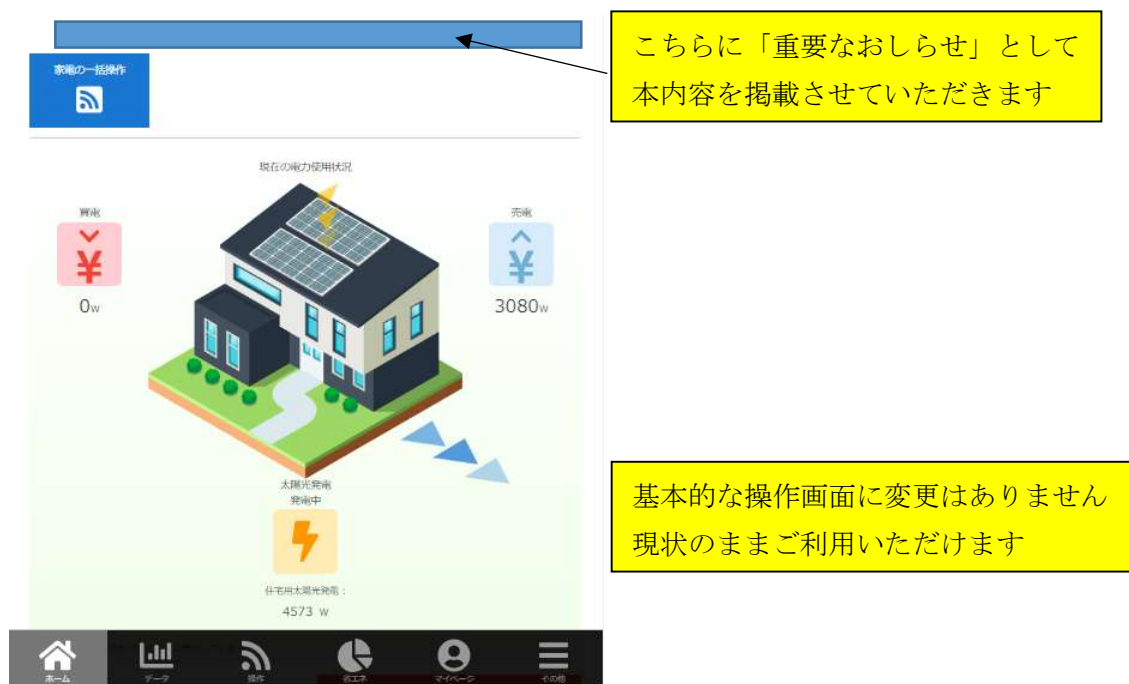 こちらに「重要なおしらせ」として
本内容を掲載させていただきます
家電の一括操作
現在の電力使用状況
買電
¥
0w
売電
¥
3080w
太陽光発電
発電中
住宅用太陽光発電：
4573 w
基本的な操作画面に変更はありません
現状のままご利用いただけます
ホーム
データ
操作
省エネ
マイページ
その他